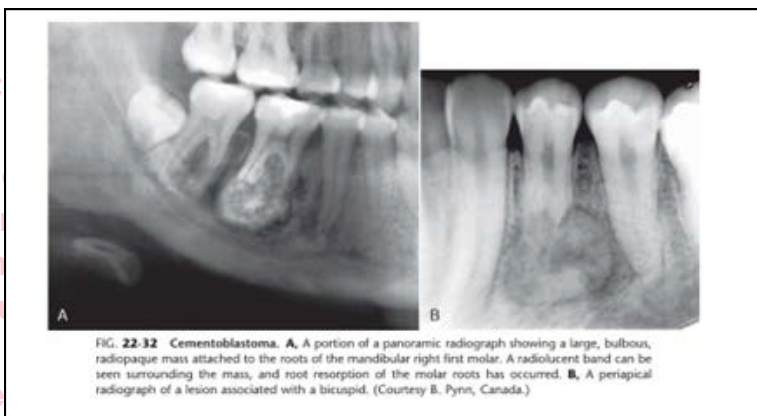 A
B
FIG. 22-32 Cementoblastoma. A, A portion of a panoramic radiograph showing a large, bulbous,
radiopaque mass attached to the roots of the mandibular right first molar. A radiolucent band can be
seen surrounding the mass, and root resorption of the molar roots has occurred. B, A periapical
radiograph of a lesion associated with a bicuspid. (Courtesy B. Pynn, Canada.)